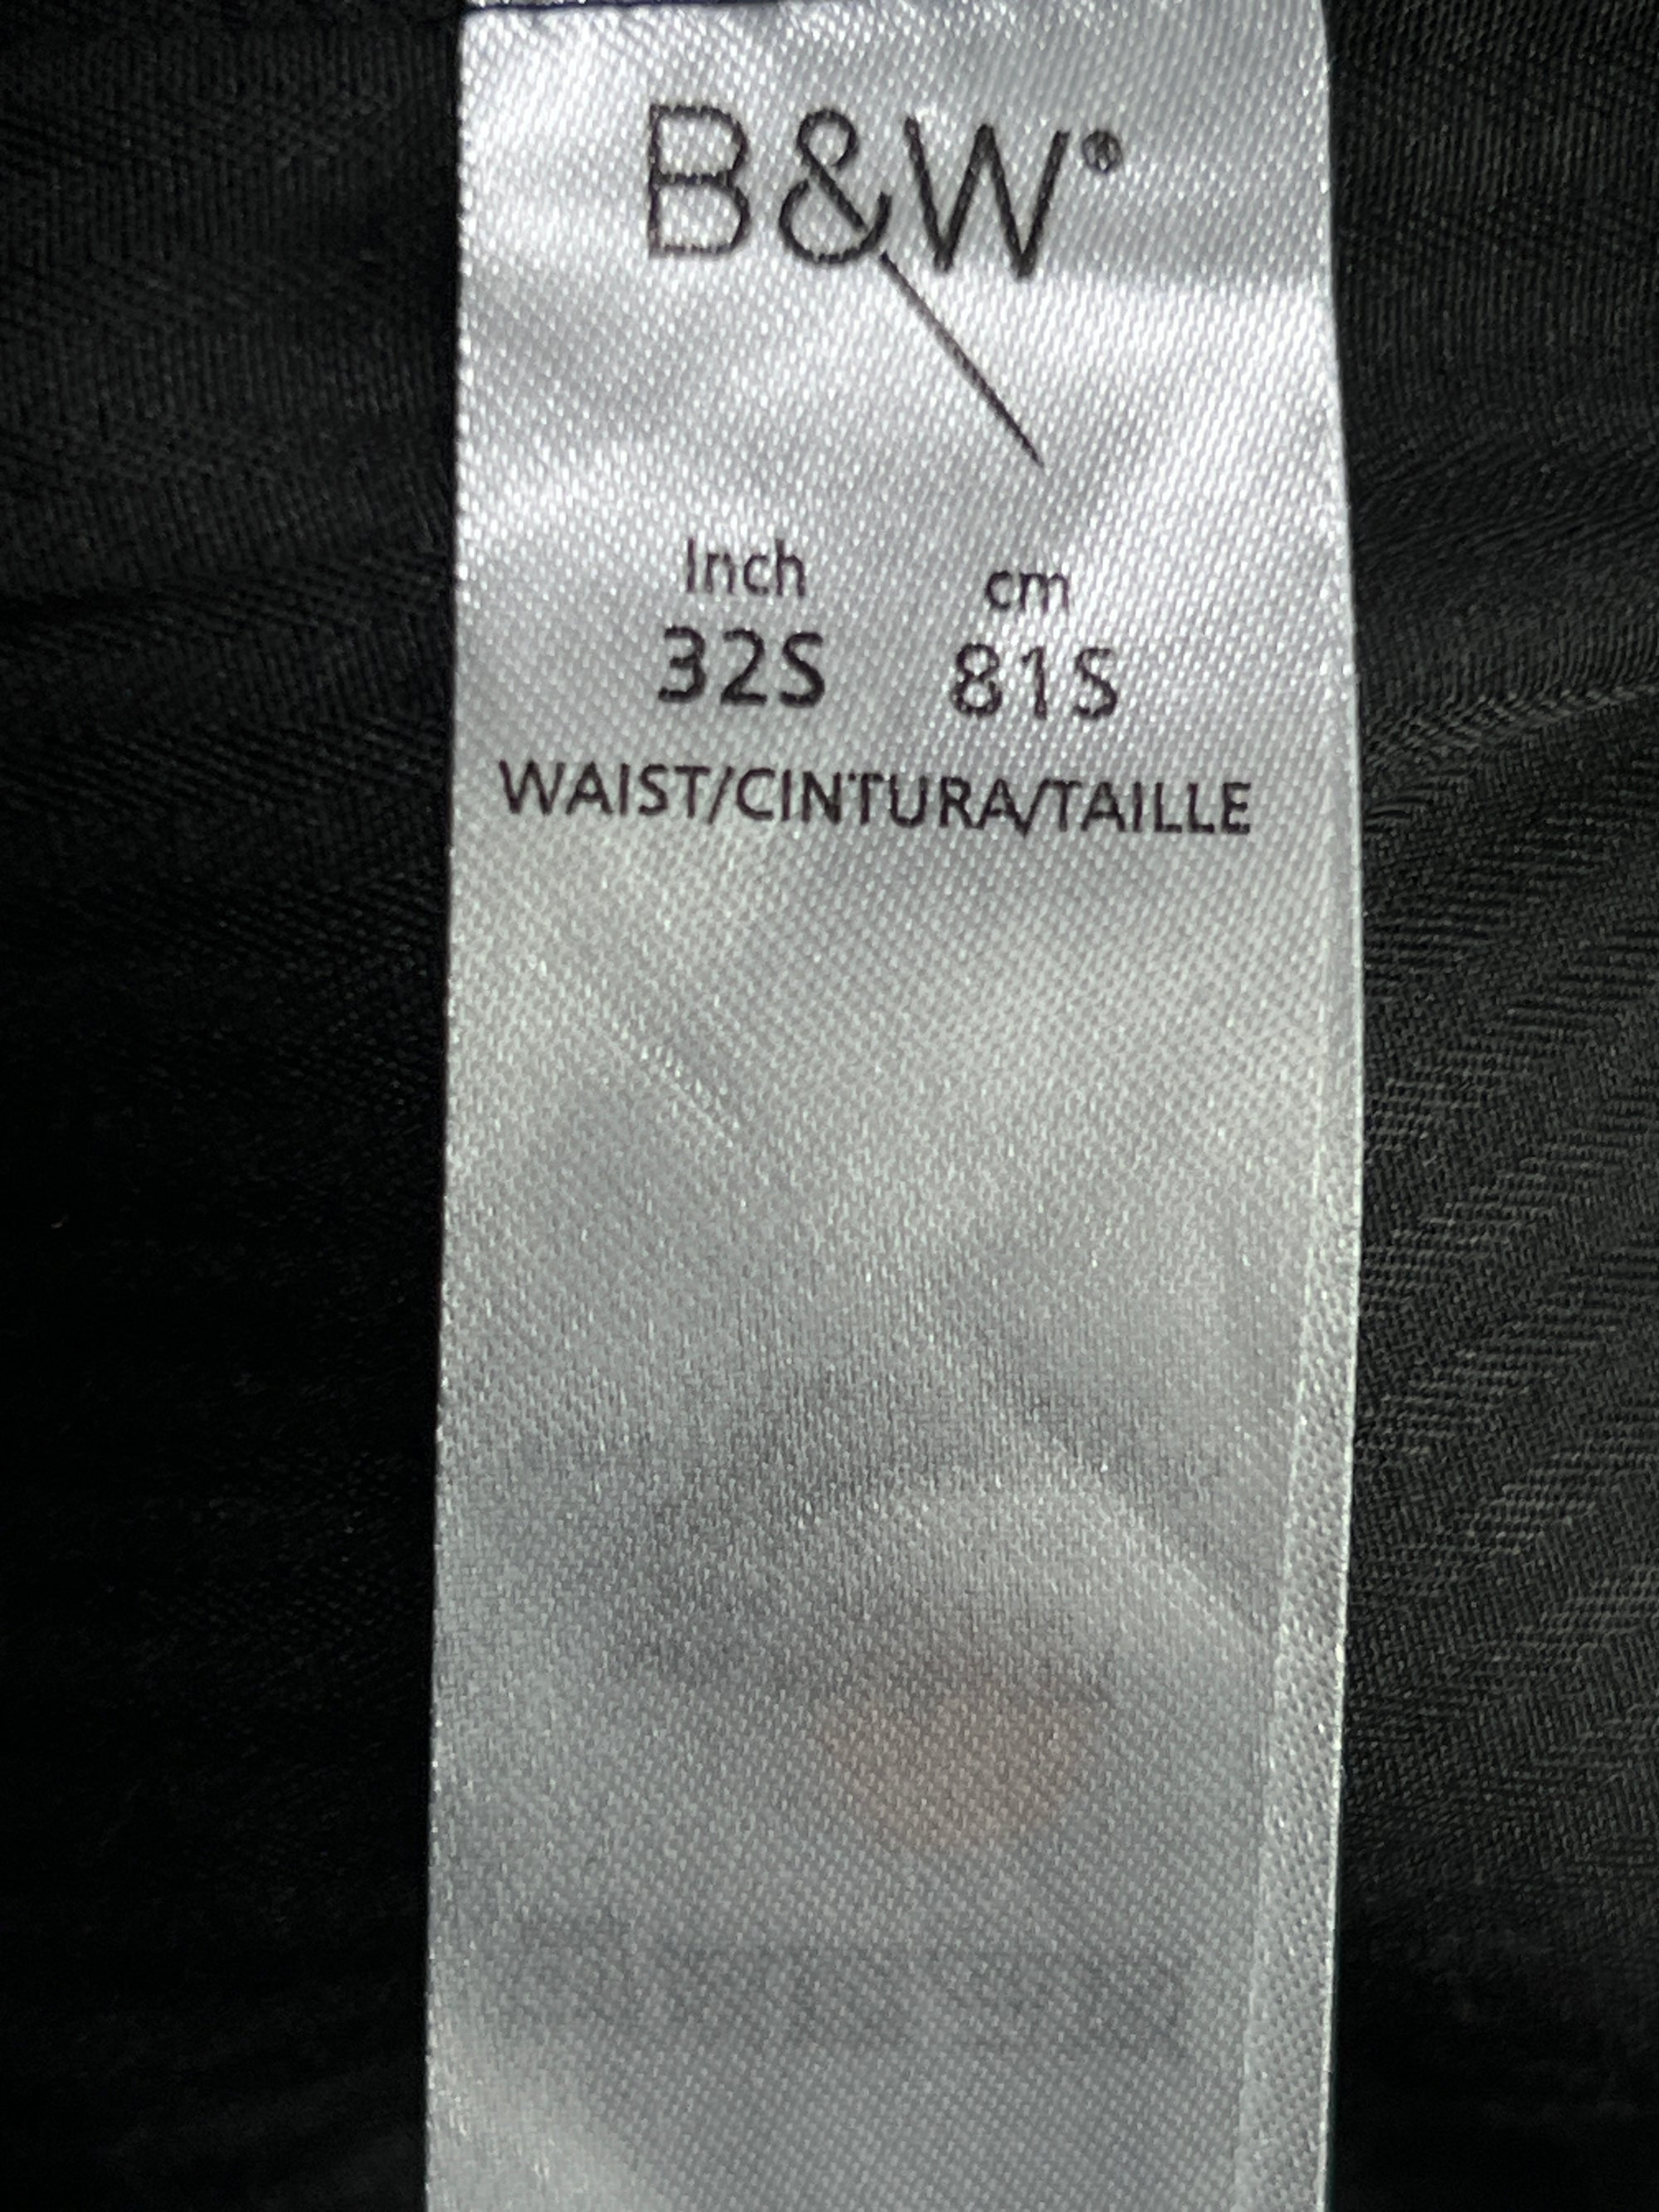 B&W®
Inch cm
32S 81S
WAIST/CINTURA/TAILLE